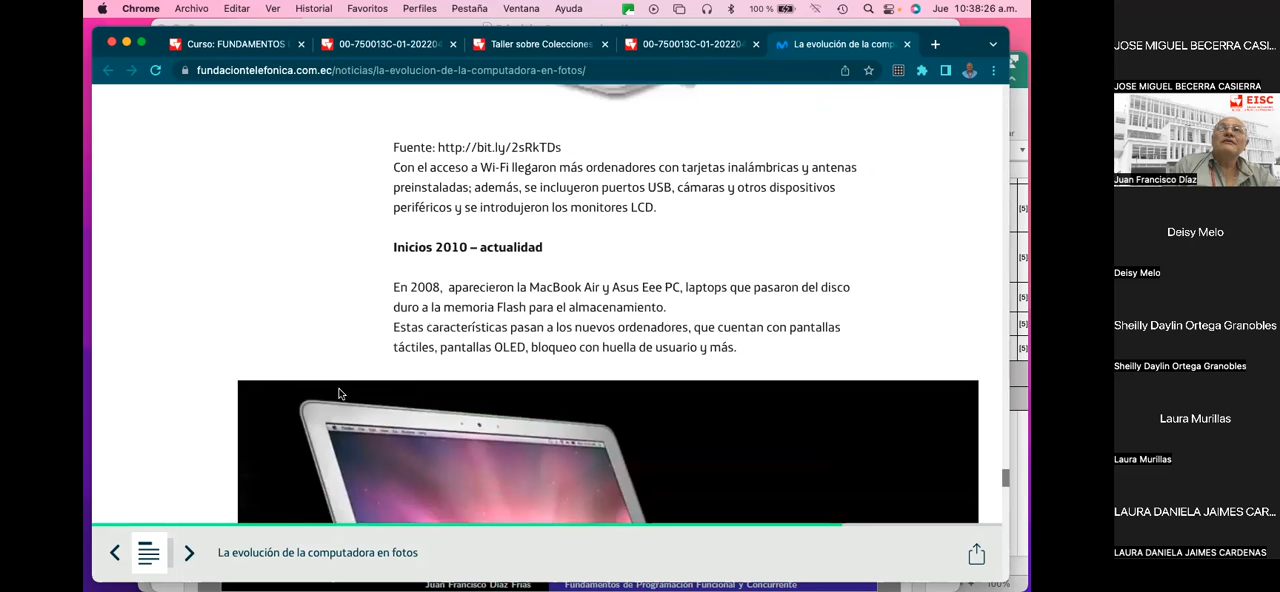 Chrome Archivo Editar Ver Historial Favoritos Perfiles Pestaña Ventana Ayuda 100 % Jue 10:38:26 a.m.
Curso: FUNDAMENTOS
00-750013C-01-20220
Taller sobre Colecciones
00-750013C-01-20220
La evolución de la comp
fundaciontelefonica.com.ec/noticias/la-evolucion-de-la-computadora-en-fotos/
Fuente: http://bit.ly/2sRkTDs
Con el acceso a Wi-Fi llegaron más ordenadores con tarjetas inalámbricas y antenas
preinstaladas; además, se incluyeron puertos USB, cámaras y otros dispositivos
periféricos y se introdujeron los monitores LCD.
Inicios 2010 – actualidad
En 2008, aparecieron la MacBook Air y Asus Eee PC, laptops que pasaron del disco
duro a la memoria Flash para el almacenamiento.
Estas características pasan a los nuevos ordenadores, que cuentan con pantallas
táctiles, pantallas OLED, bloqueo con huella de usuario y más.
La evolución de la computadora en fotos
Juan Francisco Díaz Frias Fundamentos de Programación Funcional y Concurrente 100%
[5]
[5]
[5]
[5]
[5]
JOSE MIGUEL BECERRA CASI...
JOSE MIGUEL BECERRA CASIERRA
EISC
Juan Francisco Díaz
Deisy Melo
Deisy Melo
Sheilly Daylin Ortega Granobles
Sheilly Daylin Ortega Granobles
Laura Murillas
Laura Murillas
LAURA DANIELA JAIMES CAR...
LAURA DANIELA JAIMES CARDENAS